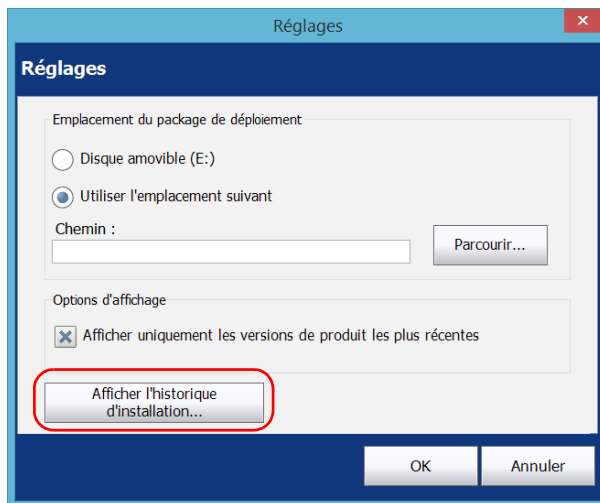 Réglages
Réglages
Emplacement du package de déploiement
Disque amovible (E:)
Utiliser l'emplacement suivant
Chemin :
Parcourir...
Options d'affichage
Afficher uniquement les versions de produit les plus récentes
Afficher l'historique
d'installation...
OK
Annuler